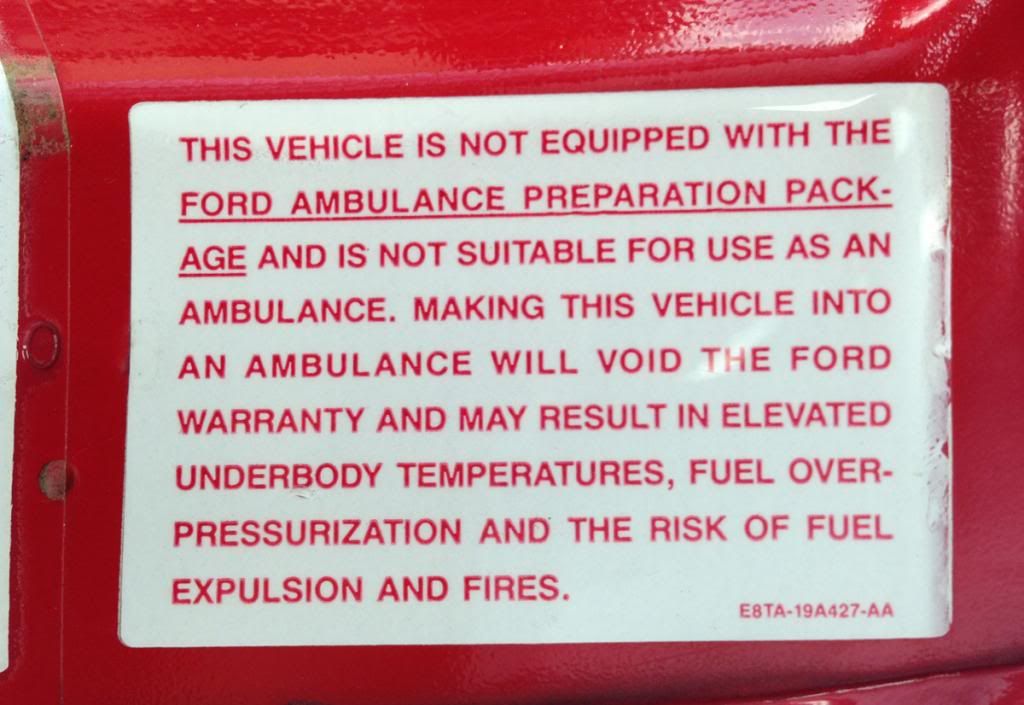 THIS VEHICLE IS NOT EQUIPPED WITH THE
FORD AMBULANCE PREPARATION PACK-
AGE AND IS NOT SUITABLE FOR USE AS AN
AMBULANCE. MAKING THIS VEHICLE INTO
AN AMBULANCE WILL VOID THE FORD
WARRANTY AND MAY RESULT IN ELEVATED
UNDERBODY TEMPERATURES, FUEL OVER-
PRESSURIZATION AND THE RISK OF FUEL
EXPULSION AND FIRES.
E8TA-19A427-AA